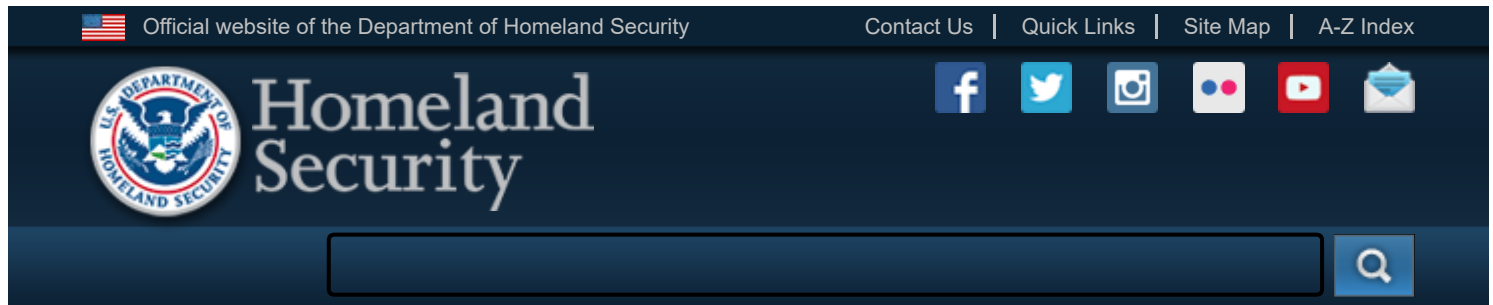 Official website of the Department of Homeland Security
Contact Us | Quick Links | Site Map | A-Z Index
U.S. DEPARTMENT OF HOMELAND SECURITY
Homeland
Security